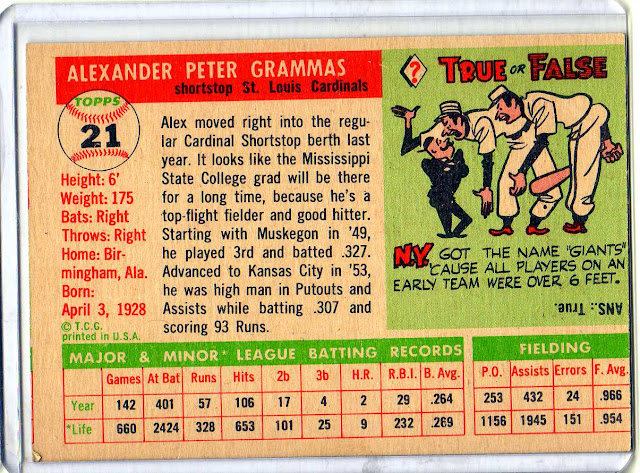 ALEXANDER PETER GRAMMAS
shortstop St. Louis Cardinals
TOPPS
21
Height: 6'
Weight: 175
Bats: Right
Throws: Right
Home: Bir-
mingham, Ala.
Born:
April 3, 1928
© T.C.G.
printed in U.S.A.
Alex moved right into the regu-
lar Cardinal Shortstop berth last
year. It looks like the Mississippi
State College grad will be there
for a long time, because he's a
top-flight fielder and good hitter.
Starting with Muskegon in '49,
he played 3rd and batted .327.
Advanced to Kansas City in '53,
he was high man in Putouts and
Assists while batting .307 and
scoring 93 Runs.
? TRUE OR FALSE
N.Y. GOT THE NAME "GIANTS"
'CAUSE ALL PLAYERS ON AN
EARLY TEAM WERE OVER 6 FEET.
ANS.: True.
MAJOR & MINOR* LEAGUE BATTING RECORDS
Games At Bat Runs Hits 2b 3b H.R. R.B.I. B. Avg.
Year 142 401 57 106 17 4 2 29 .264
*Life 660 2424 328 653 101 25 9 232 .269
FIELDING
P.O. Assists Errors F. Avg.
253 432 24 .966
1156 1945 151 .954